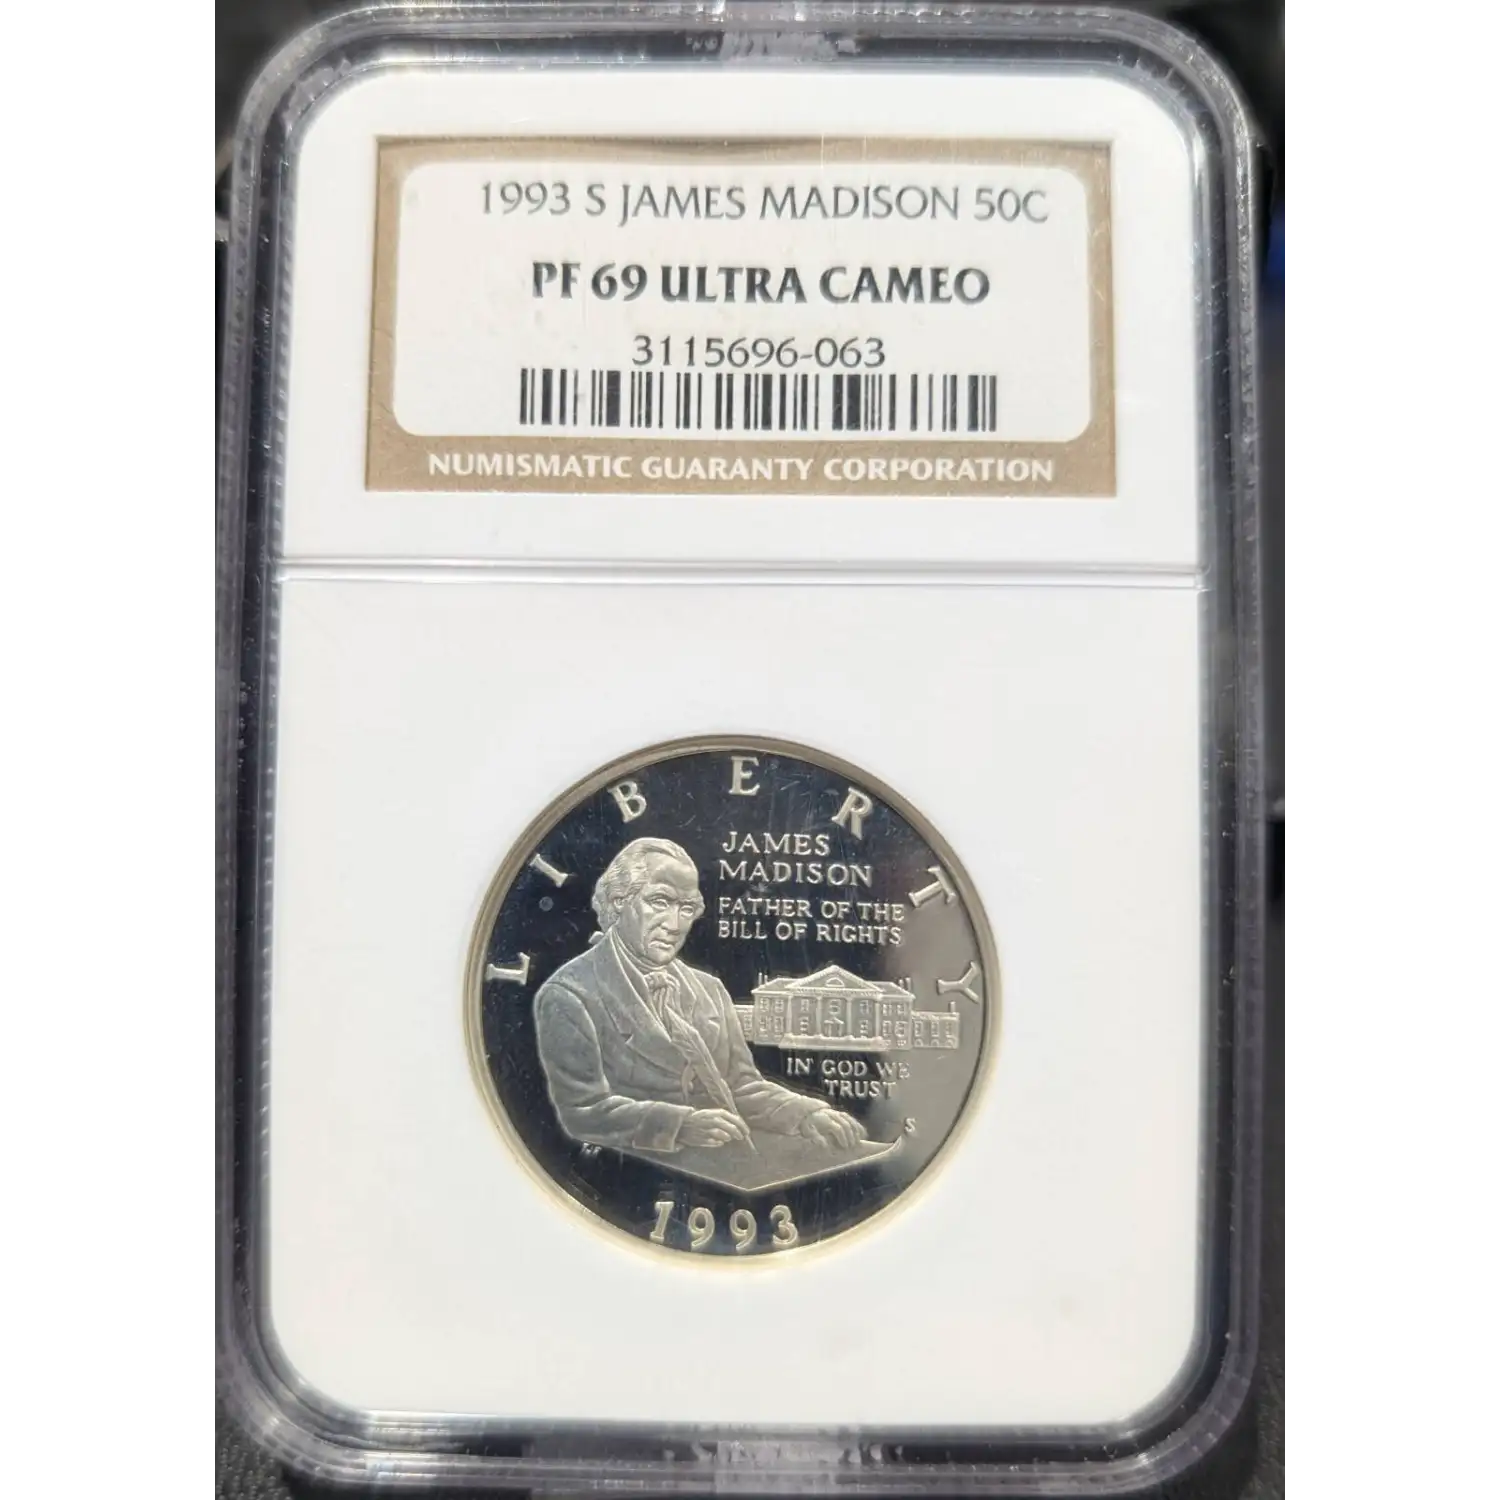 1993 S JAMES MADISON 50C
PF 69 ULTRA CAMEO
3115696-063
NUMISMATIC GUARANTY CORPORATION
LIBERTY
JAMES
MADISON
FATHER OF THE
BILL OF RIGHTS
IN GOD WE
TRUST
S
1993